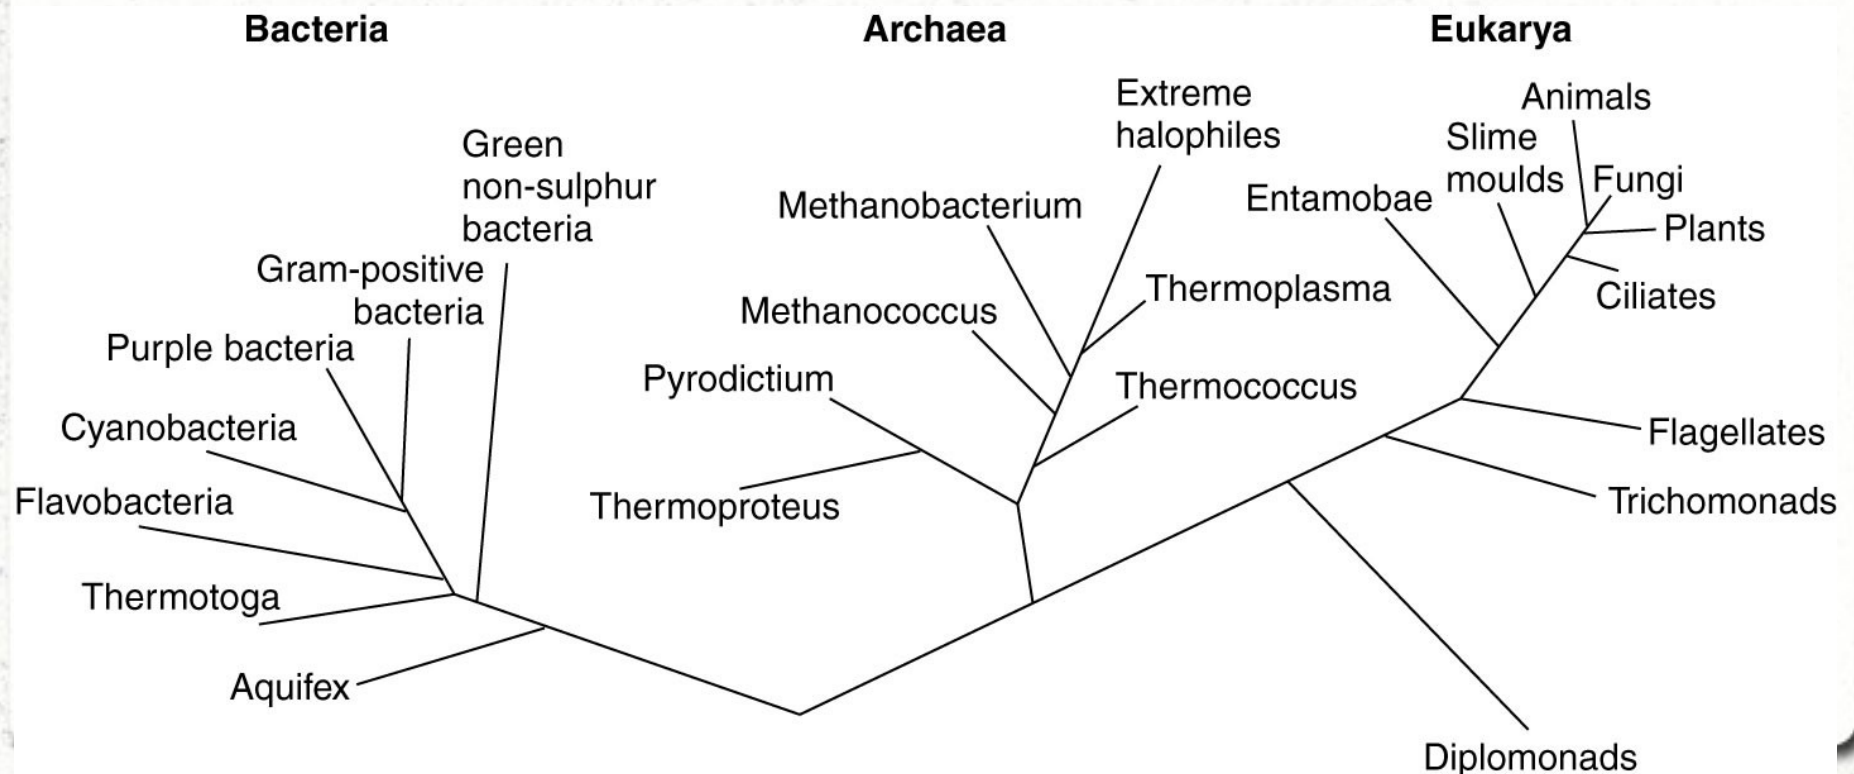 Bacteria
Archaea
Eukarya
Green
non-sulphur
bacteria
Gram-positive
bacteria
Purple bacteria
Cyanobacteria
Flavobacteria
Thermotoga
Aquifex
Extreme
halophiles
Methanobacterium
Methanococcus
Thermoplasma
Pyrodictium
Thermococcus
Thermoproteus
Animals
Slime
moulds
Fungi
Entamobae
Plants
Ciliates
Flagellates
Trichomonads
Diplomonads